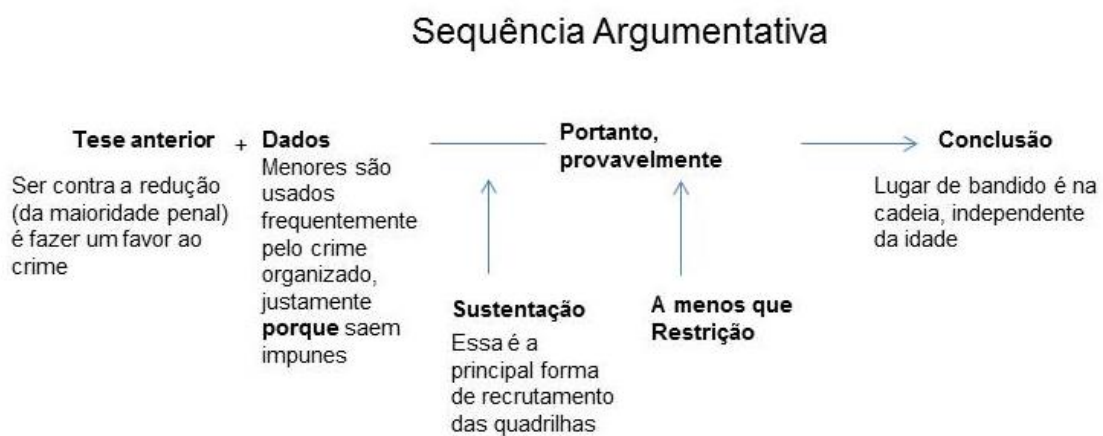 Sequência Argumentativa
Tese anterior
Ser contra a redução
(da maioridade penal)
é fazer um favor ao
crime
+
Dados
Menores são
usados
frequentemente
pelo crime
organizado,
justamente
porque saem
impunes
Portanto,
provavelmente
Conclusão
Lugar de bandido é na
cadeia, independente
da idade
Sustentação
Essa é a
principal forma
de recrutamento
das quadrilhas
A menos que
Restrição